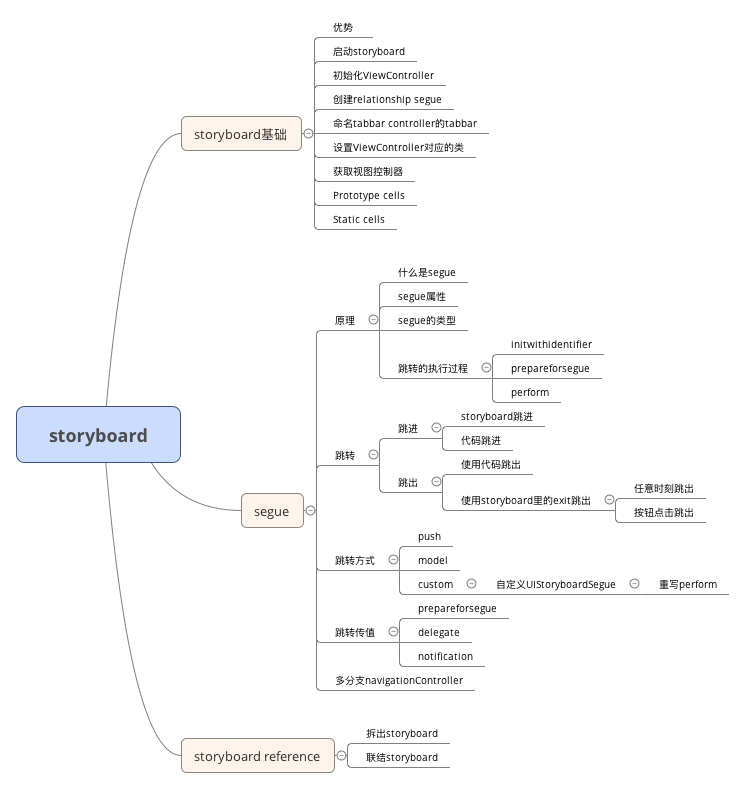 storyboard
storyboard基础
优势
启动storyboard
初始化ViewController
创建relationship segue
命名tabbar controller的tabbar
设置ViewController对应的类
获取视图控制器
Prototype cells
Static cells
segue
原理
什么是segue
segue属性
segue的类型
跳转的执行过程
initwithidentifier
prepareforsegue
perform
跳转
跳进
storyboard跳进
代码跳进
跳出
使用代码跳出
使用storyboard里的exit跳出
任意时刻跳出
按钮点击跳出
跳转方式
push
model
custom
自定义UIStoryboardSegue
重写perform
跳转传值
prepareforsegue
delegate
notification
多分支navigationController
storyboard reference
拆出storyboard
联结storyboard